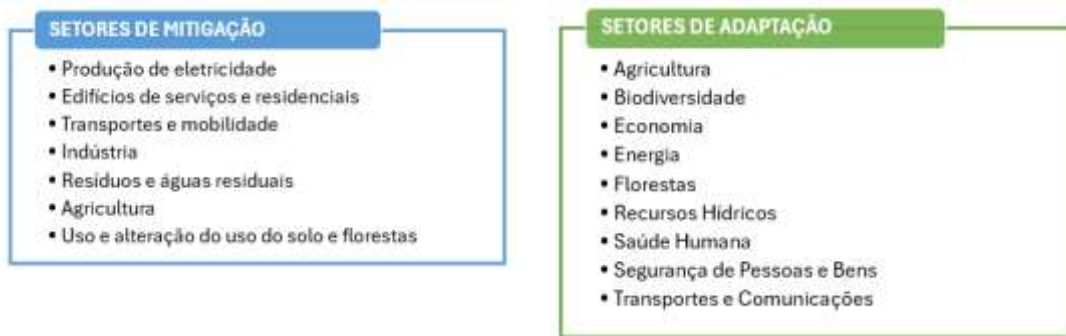 SETORES DE MITIGAÇÃO
• Produção de eletricidade
• Edifícios de serviços e residenciais
• Transportes e mobilidade
• Indústria
• Resíduos e águas residuais
• Agricultura
• Uso e alteração do uso do solo e florestas
SETORES DE ADAPTAÇÃO
• Agricultura
• Biodiversidade
• Economia
• Energia
• Florestas
• Recursos Hídricos
• Saúde Humana
• Segurança de Pessoas e Bens
• Transportes e Comunicações